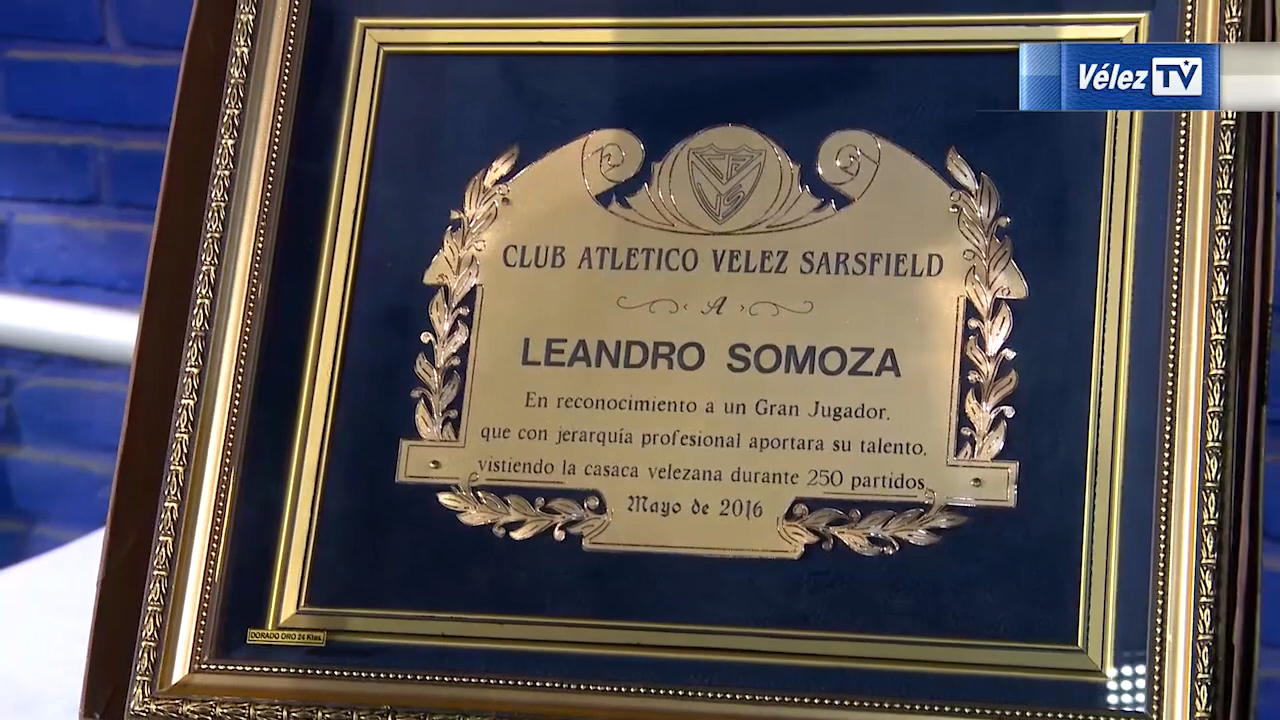 Vélez TV
CLUB ATLETICO VELEZ SARSFIELD
A
LEANDRO SOMOZA
En reconocimiento a un Gran Jugador.
que con jerarquía profesional aportara su talento,
vistiendo la casaca velezana durante 250 partidos
Mayo de 2016
DORADO ORO 24 Ktes.